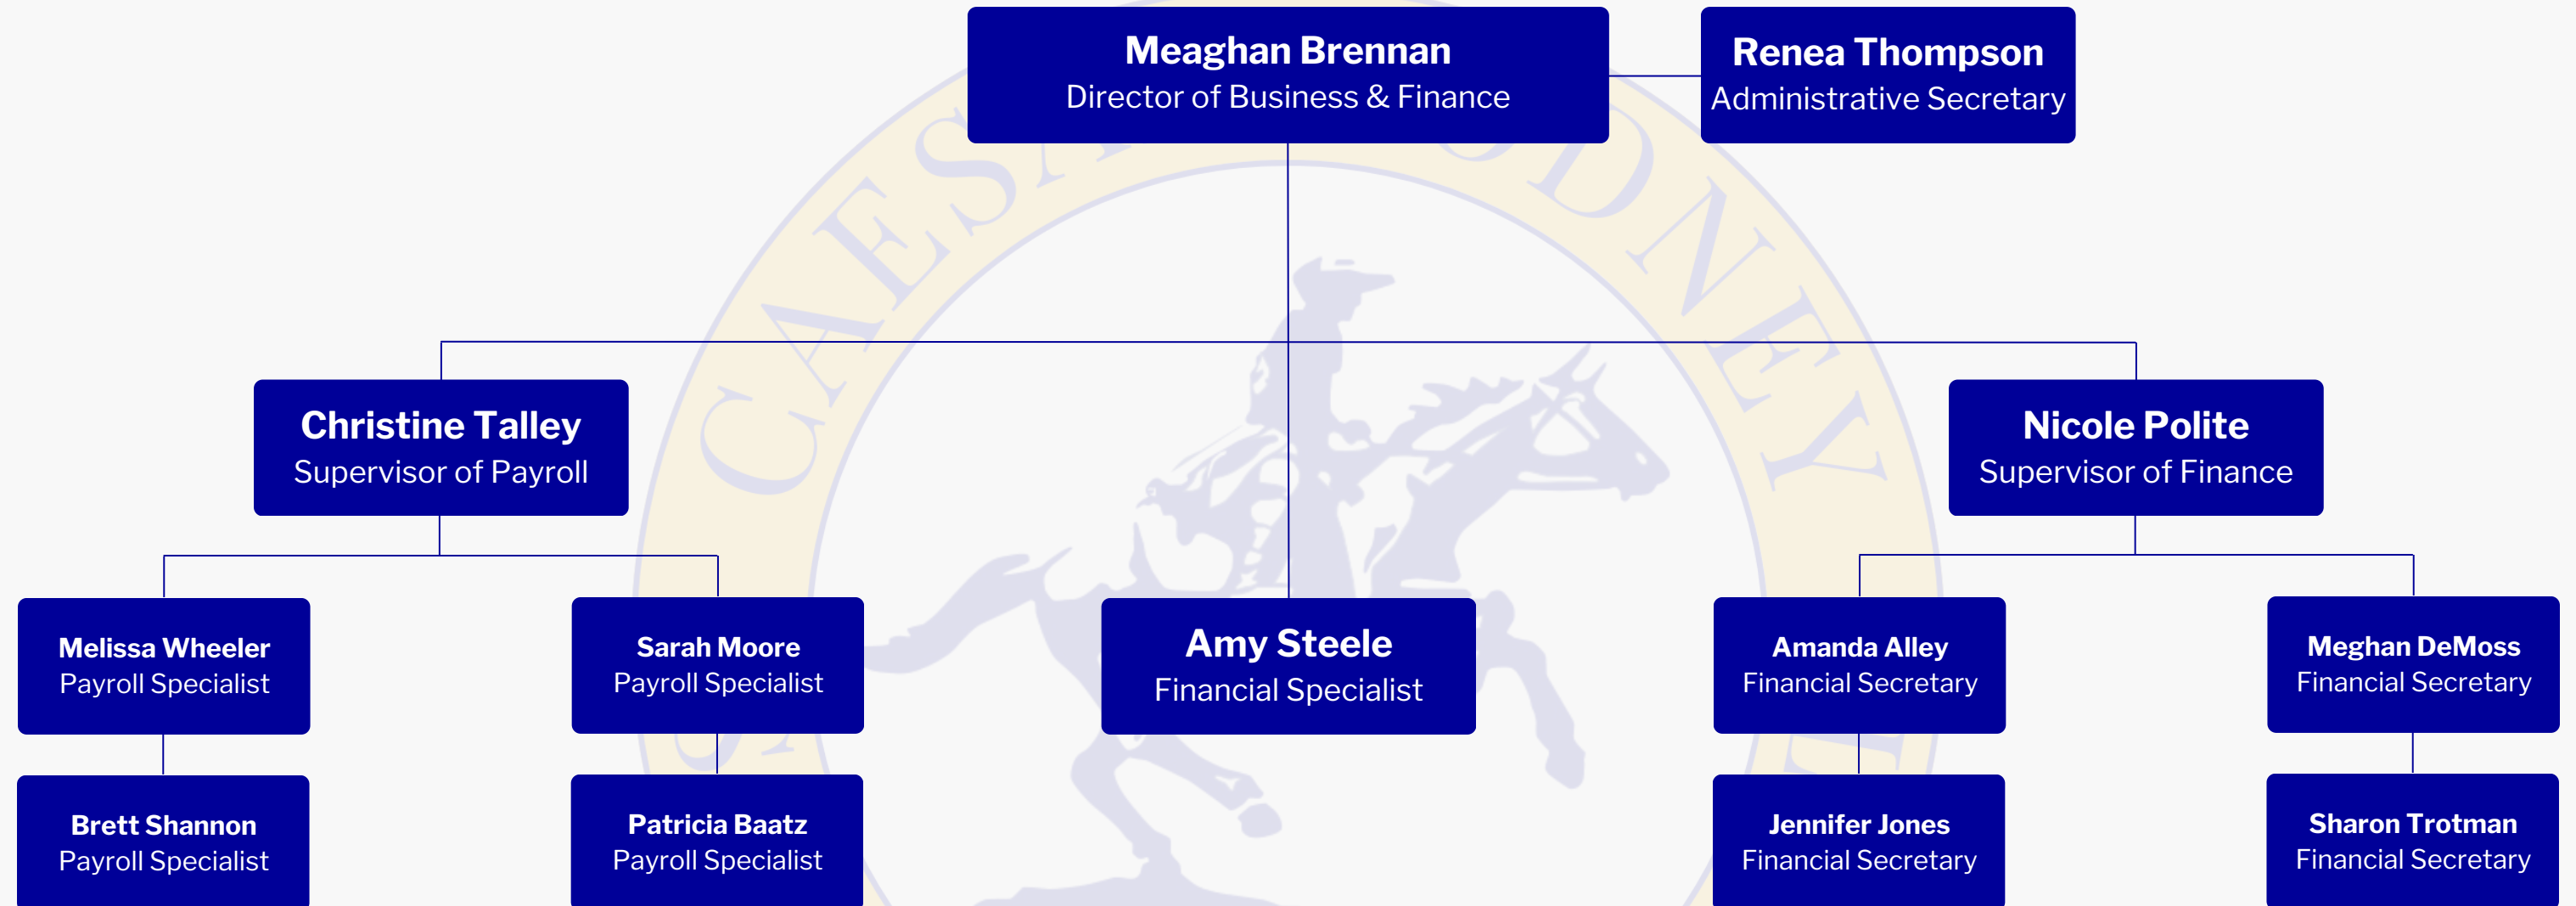 Meaghan Brennan
Director of Business & Finance
Renea Thompson
Administrative Secretary
CAESAR RODNEY
Christine Talley
Supervisor of Payroll
Nicole Polite
Supervisor of Finance
Melissa Wheeler
Payroll Specialist
Sarah Moore
Payroll Specialist
Amy Steele
Financial Specialist
Amanda Alley
Financial Secretary
Meghan DeMoss
Financial Secretary
Brett Shannon
Payroll Specialist
Patricia Baatz
Payroll Specialist
Jennifer Jones
Financial Secretary
Sharon Trotman
Financial Secretary